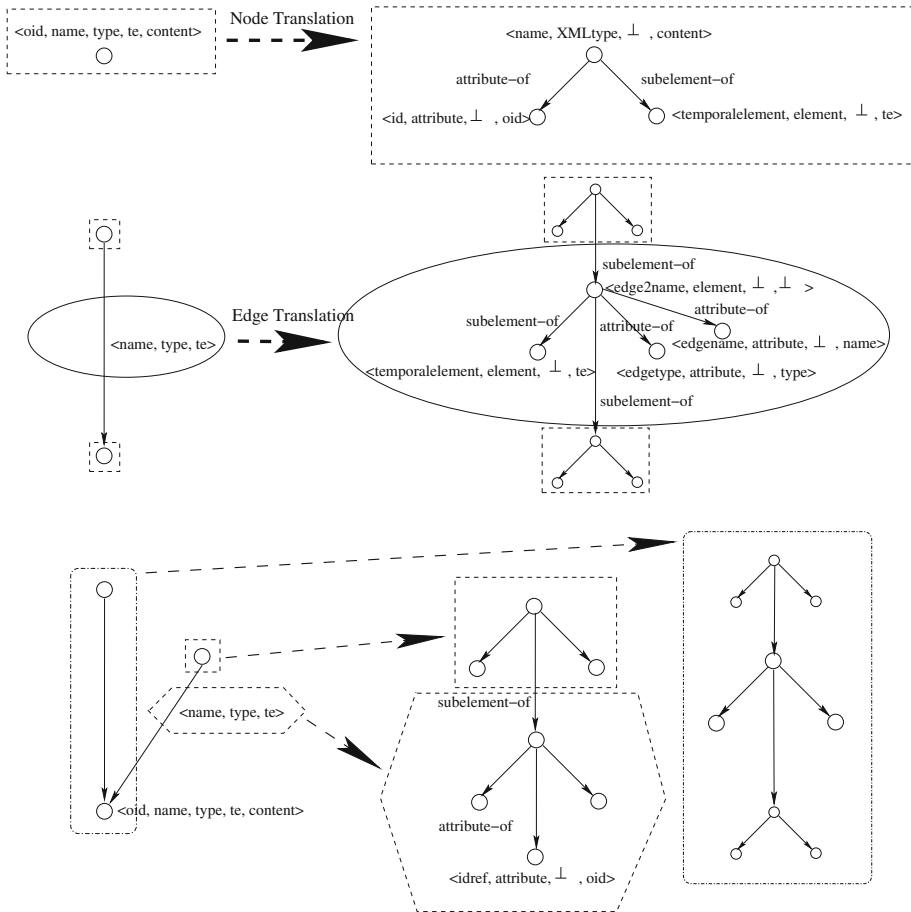 Node Translation
<oid, name, type, te, content>
<name, XMLtype, ⊥ , content>
attribute−of
subelement−of
<id, attribute, ⊥ , oid>
<temporalelement, element, ⊥ , te>
subelement−of
<edge2name, element, ⊥ , ⊥ >
Edge Translation
subelement−of
attribute−of
attribute−of
<name, type, te>
<edgename, attribute, ⊥ , name>
<temporalelement, element, ⊥ , te>
<edgetype, attribute, ⊥ , type>
subelement−of
subelement−of
<name, type, te>
<oid, name, type, te, content>
attribute−of
<idref, attribute, ⊥ , oid>